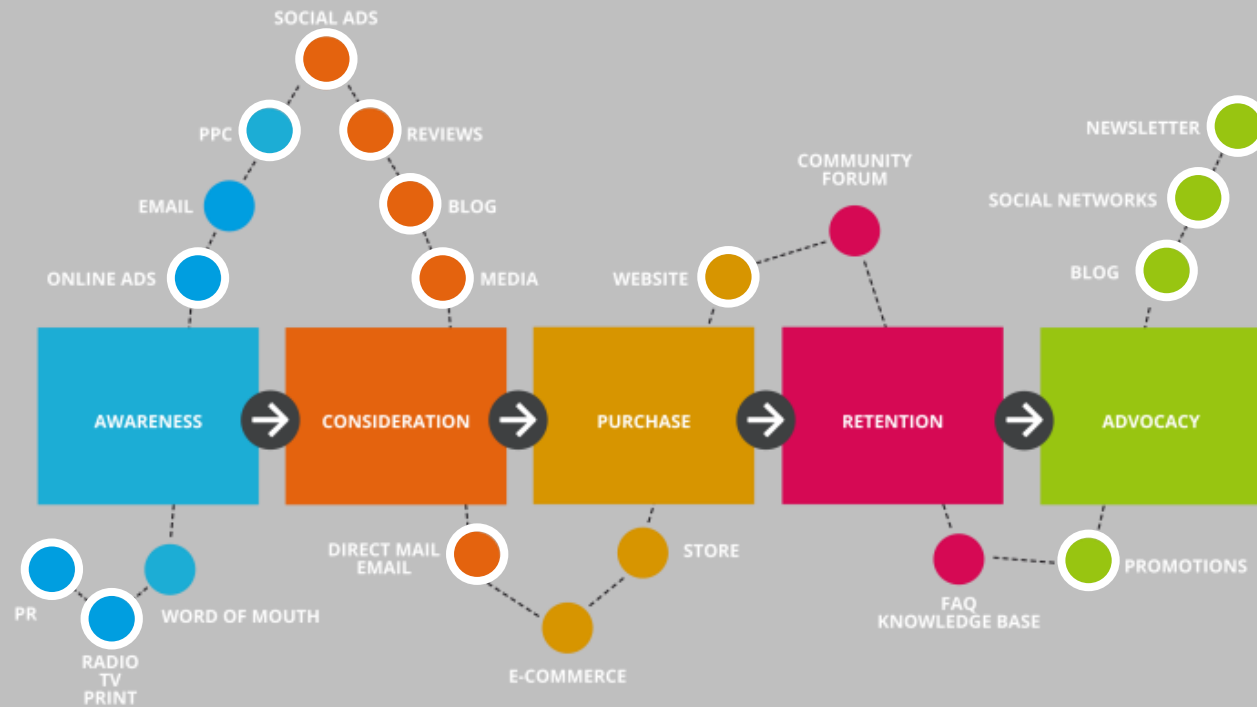 SOCIAL ADS
PPC
REVIEWS
EMAIL
BLOG
ONLINE ADS
MEDIA
COMMUNITY
FORUM
WEBSITE
NEWSLETTER
SOCIAL NETWORKS
BLOG
AWARENESS
CONSIDERATION
PURCHASE
RETENTION
ADVOCACY
PR
RADIO
TV
PRINT
WORD OF MOUTH
DIRECT MAIL
EMAIL
E-COMMERCE
STORE
FAQ
KNOWLEDGE BASE
PROMOTIONS